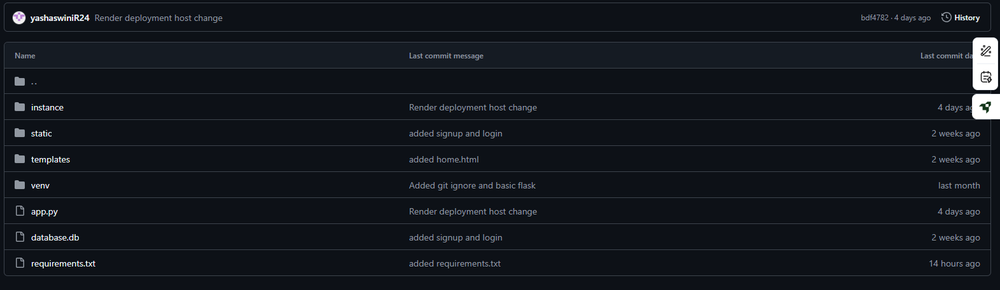 yashaswiniR24 Render deployment host change bdf4782 · 4 days ago History
Name Last commit message Last commit da
..
instance Render deployment host change 4 days ag
static added signup and login 2 weeks ago
templates added home.html 2 weeks ago
venv Added git ignore and basic flask last month
app.py Render deployment host change 4 days ago
database.db added signup and login 2 weeks ago
requirements.txt added requirements.txt 14 hours ago